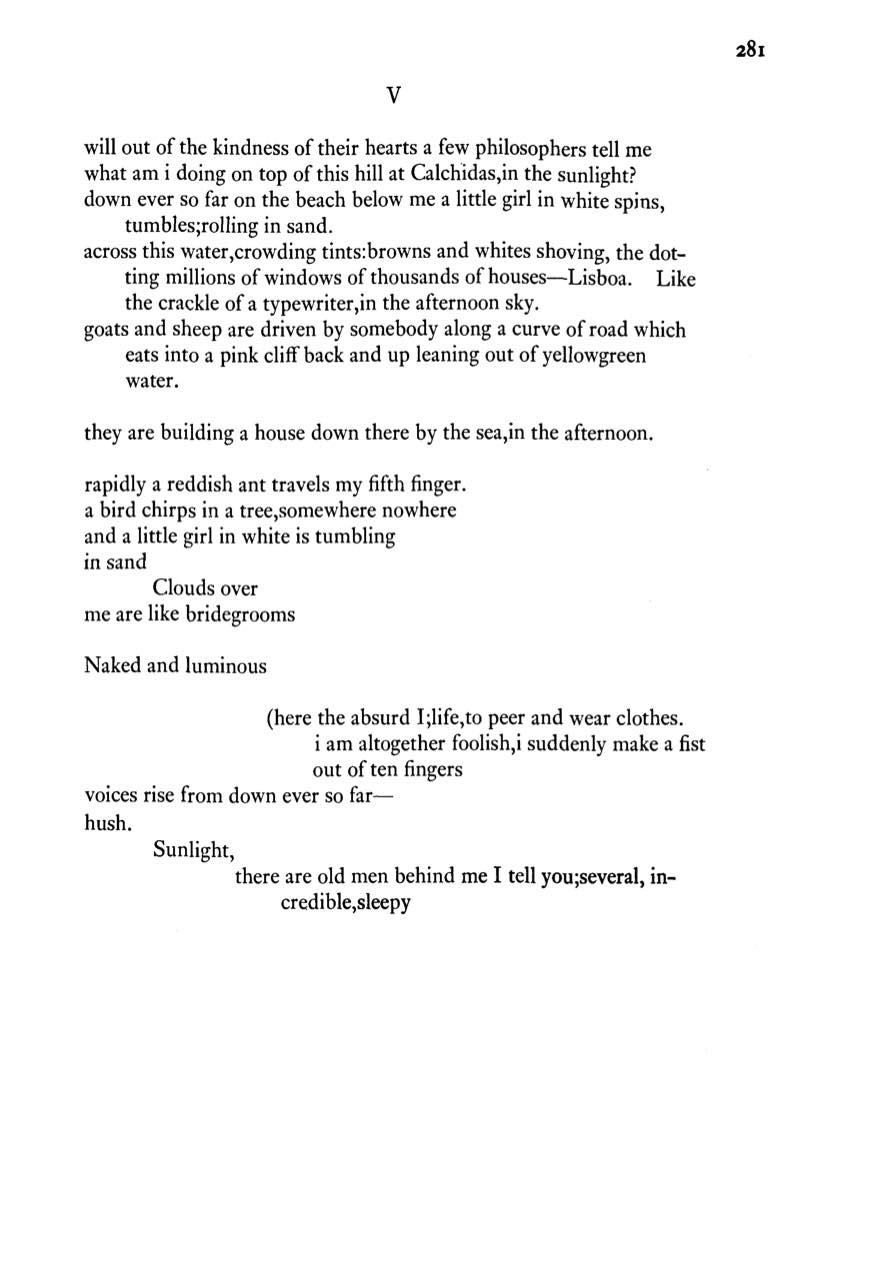 281
V
will out of the kindness of their hearts a few philosophers tell me
what am i doing on top of this hill at Calchidas,in the sunlight?
down ever so far on the beach below me a little girl in white spins,
tumbles;rolling in sand.
across this water,crowding tints:browns and whites shoving, the dot-
ting millions of windows of thousands of houses—Lisboa. Like
the crackle of a typewriter,in the afternoon sky.
goats and sheep are driven by somebody along a curve of road which
eats into a pink cliff back and up leaning out of yellowgreen
water.
they are building a house down there by the sea,in the afternoon.
rapidly a reddish ant travels my fifth finger.
a bird chirps in a tree,somewhere nowhere
and a little girl in white is tumbling
in sand
Clouds over
me are like bridegrooms
Naked and luminous
(here the absurd I;life,to peer and wear clothes.
i am altogether foolish,i suddenly make a fist
out of ten fingers
voices rise from down ever so far—
hush.
Sunlight,
there are old men behind me I tell you;several, in-
credible,sleepy